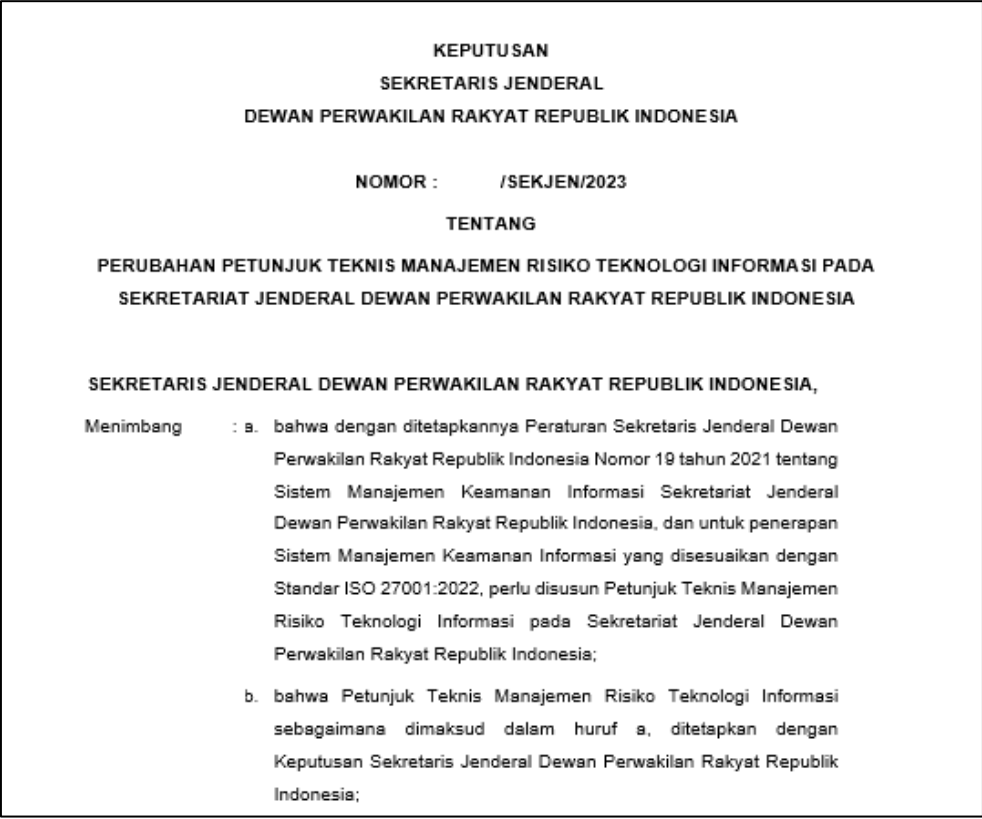 KEPUTUSAN
SEKRETARIS JENDERAL
DEWAN PERWAKILAN RAKYAT REPUBLIK INDONESIA
NOMOR : /SEKJEN/2023
TENTANG
PERUBAHAN PETUNJUK TEKNIS MANAJEMEN RISIKO TEKNOLOGI INFORMASI PADA
SEKRETARIAT JENDERAL DEWAN PERWAKILAN RAKYAT REPUBLIK INDONESIA
SEKRETARIS JENDERAL DEWAN PERWAKILAN RAKYAT REPUBLIK INDONESIA,
Menimbang : a. bahwa dengan ditetapkannya Peraturan Sekretaris Jenderal Dewan
Perwakilan Rakyat Republik Indonesia Nomor 19 tahun 2021 tentang
Sistem Manajemen Keamanan Informasi Sekretariat Jenderal
Dewan Perwakilan Rakyat Republik Indonesia, dan untuk penerapan
Sistem Manajemen Keamanan Informasi yang disesuaikan dengan
Standar ISO 27001:2022, perlu disusun Petunjuk Teknis Manajemen
Risiko Teknologi Informasi pada Sekretariat Jenderal Dewan
Perwakilan Rakyat Republik Indonesia;
b. bahwa Petunjuk Teknis Manajemen Risiko Teknologi Informasi
sebagaimana dimaksud dalam huruf a, ditetapkan dengan
Keputusan Sekretaris Jenderal Dewan Perwakilan Rakyat Republik
Indonesia;